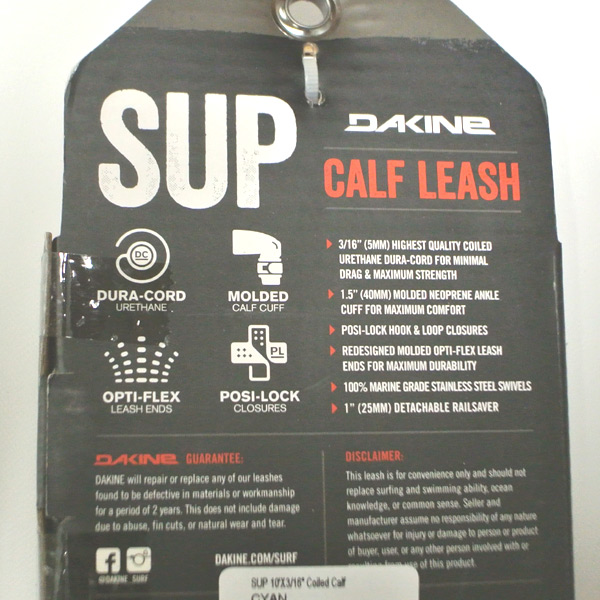 SUP
DAKINE
CALF LEASH
DC
DURA-CORD
URETHANE
MOLDED
CALF CUFF
OPTI-FLEX
LEASH ENDS
PL
POSI-LOCK
CLOSURES
3/16" (5MM) HIGHEST QUALITY COILED
URETHANE DURA-CORD FOR MINIMAL
DRAG & MAXIMUM STRENGTH
1.5" (40MM) MOLDED NEOPRENE ANKLE
CUFF FOR MAXIMUM COMFORT
POSI-LOCK HOOK & LOOP CLOSURES
REDESIGNED MOLDED OPTI-FLEX LEASH
ENDS FOR MAXIMUM DURABILITY
100% MARINE GRADE STAINLESS STEEL SWIVELS
1" (25MM) DETACHABLE RAILSAVER
DAKINE GUARANTEE:
DAKINE will repair or replace any of our leashes
found to be defective in materials or workmanship
for a period of 2 years. This does not include damage
due to abuse, fin cuts, or natural wear and tear.
@DAKINE_SURF
DAKINE.COM/SURF
DISCLAIMER:
This leash is for convenience only and should not
replace surfing and swimming ability, ocean
knowledge, or common sense. Seller and
manufacturer assume no responsibility of any nature
whatsoever for injury or damage to person or product
of buyer, user, or any other person involved with or
resulting from use of this product.
SUP 10'X3/16" Coiled Calf
CYAN